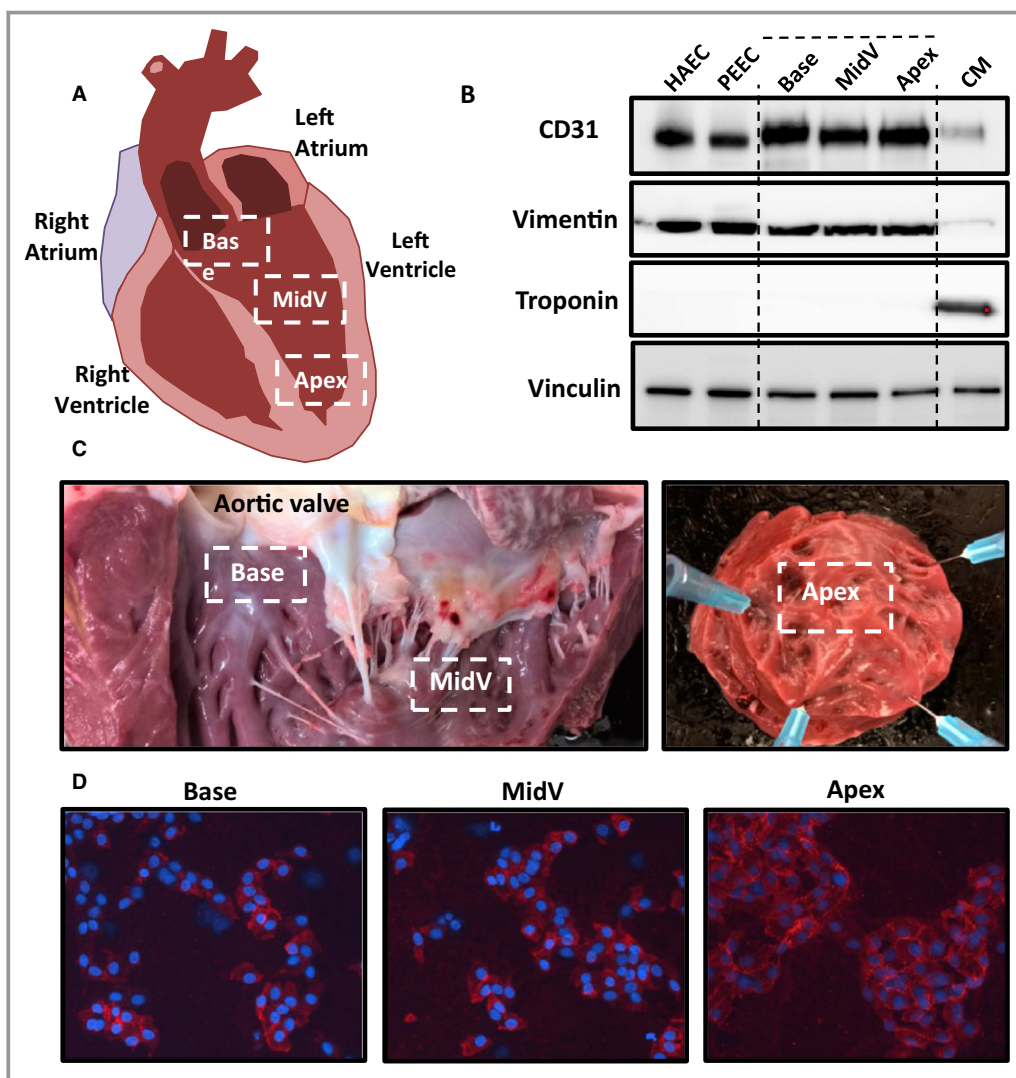 A
Left
Atrium
Right
Atrium
Bas
e
Left
Ventricle
MidV
Right
Ventricle
Apex
B
HAEC
PEEC
Base
MidV
Apex
CM
CD31
Vimentin
Troponin
Vinculin
C
Aortic valve
Base
MidV
Apex
D
Base
MidV
Apex